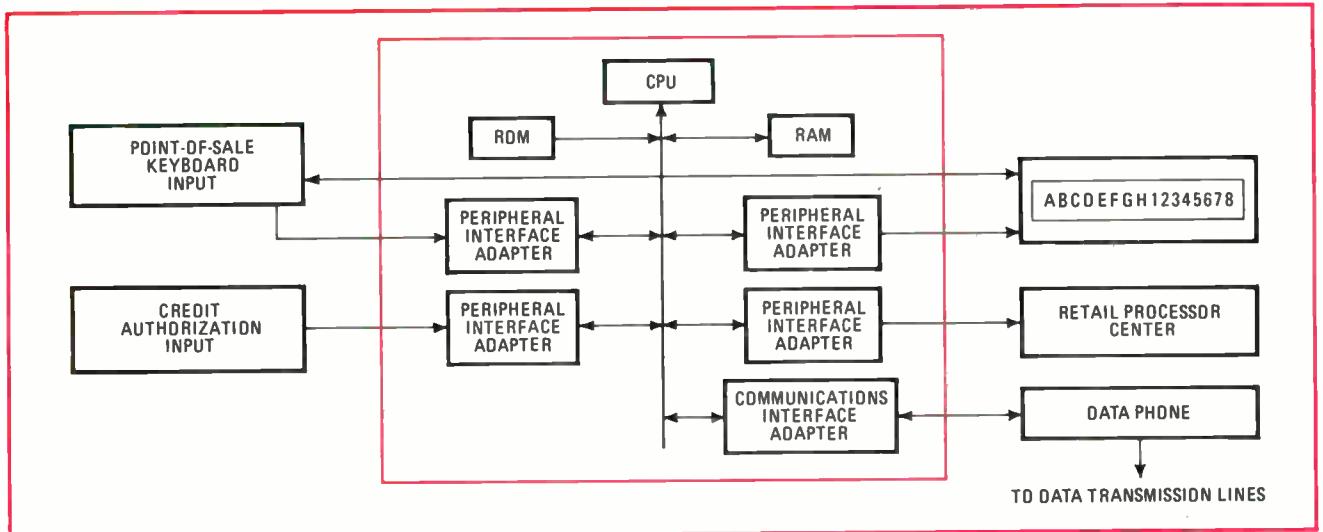 CPU
ROM
RAM
POINT-OF-SALE
KEYBOARD
INPUT
ABCDEFGH12345678
PERIPHERAL
INTERFACE
ADAPTER
PERIPHERAL
INTERFACE
ADAPTER
CREDIT
AUTHORIZATION
INPUT
PERIPHERAL
INTERFACE
ADAPTER
PERIPHERAL
INTERFACE
ADAPTER
RETAIL PROCESSOR
CENTER
COMMUNICATIONS
INTERFACE
ADAPTER
DATA PHONE
TO DATA TRANSMISSION LINES